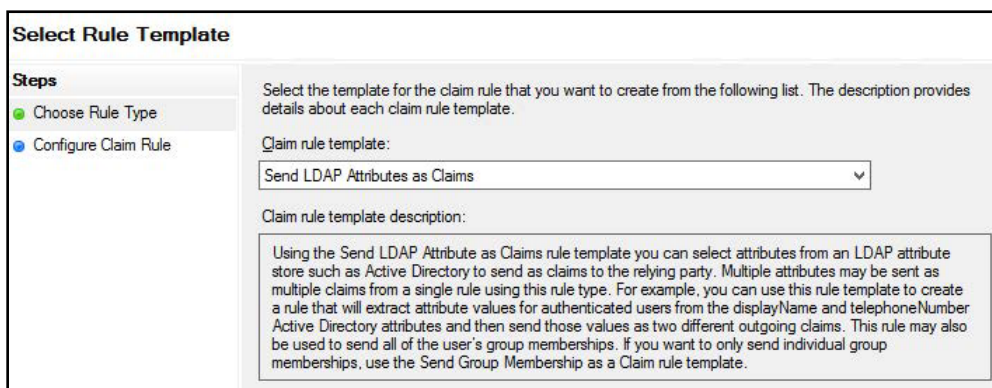 Select Rule Template
Steps
Choose Rule Type
Configure Claim Rule
Select the template for the claim rule that you want to create from the following list. The description provides
details about each claim rule template.
Claim rule template:
Send LDAP Attributes as Claims
Claim rule template description:
Using the Send LDAP Attribute as Claims rule template you can select attributes from an LDAP attribute
store such as Active Directory to send as claims to the relying party. Multiple attributes may be sent as
multiple claims from a single rule using this rule type. For example, you can use this rule template to create
a rule that will extract attribute values for authenticated users from the displayName and telephoneNumber
Active Directory attributes and then send those values as two different outgoing claims. This rule may also
be used to send all of the user's group memberships. If you want to only send individual group
memberships, use the Send Group Membership as a Claim rule template.